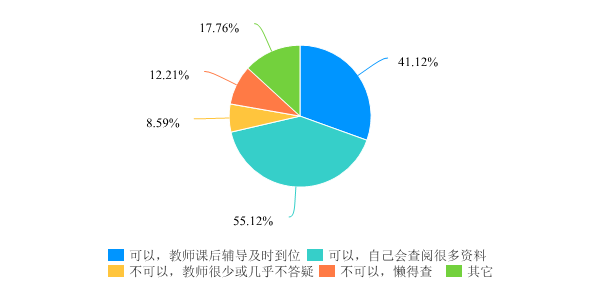 17.76%
41.12%
12.21%
8.59%
55.12%
可以，教师课后辅导及时到位 可以，自己会查阅很多资料
不可以，教师很少或几乎不答疑 不可以，懒得查 其它